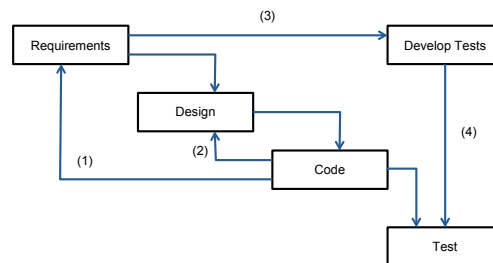 (3)
Requirements
Develop Tests
Design
(4)
(1)
(2)
Code
Test